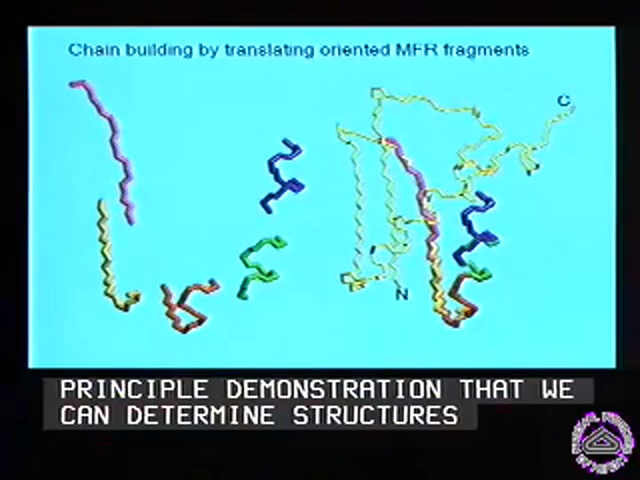 Chain building by translating oriented MFR fragments
C
N
PRINCIPLE DEMONSTRATION THAT WE
CAN DETERMINE STRUCTURES